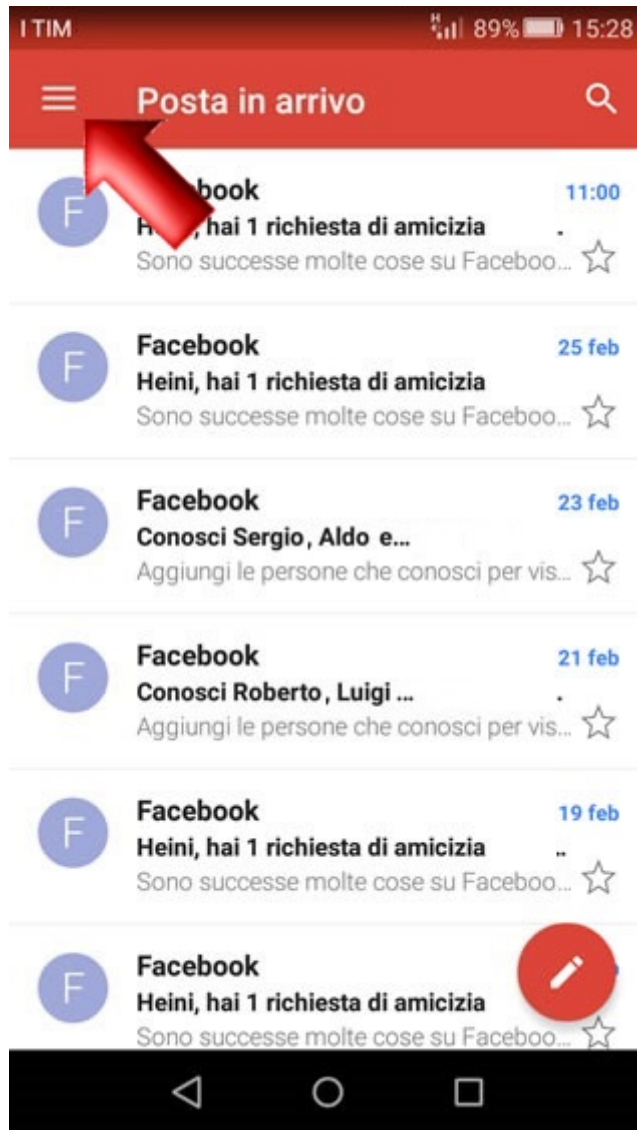 I TIM 89% 15:28
Posta in arrivo
F book 11:00
hai 1 richiesta di amicizia .
Sono successe molte cose su Faceboo...
F Facebook 25 feb
Heini, hai 1 richiesta di amicizia
Sono successe molte cose su Faceboo...
F Facebook 23 feb
Conosci Sergio, Aldo e...
Aggiungi le persone che conosci per vis...
F Facebook 21 feb
Conosci Roberto, Luigi ... .
Aggiungi le persone che conosci per vis...
F Facebook 19 feb
Heini, hai 1 richiesta di amicizia ..
Sono successe molte cose su Faceboo...
F Facebook
Heini, hai 1 richiesta di amicizia
Sono successe molte cose su Faceboo...